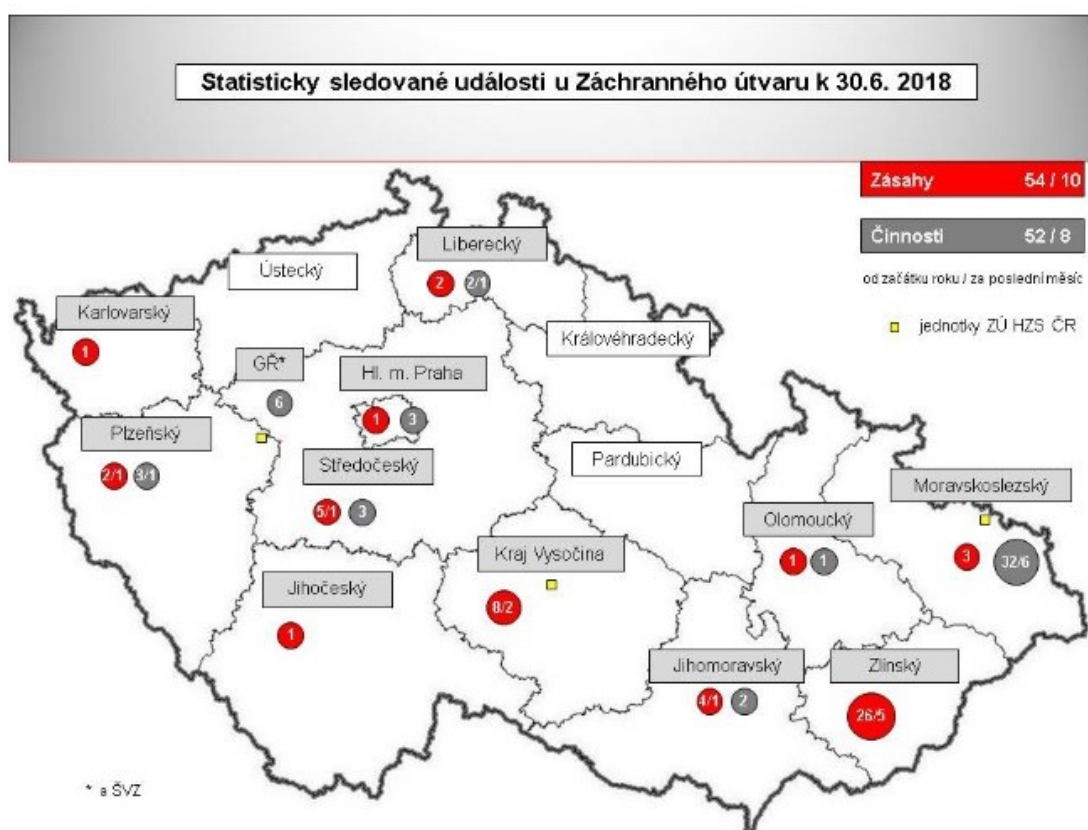 Statisticky sledované události u Záchranného útvaru k 30.6. 2018
Zásahy 54 / 10
Činnosti 52 / 8
od začátku roku / za poslední měsíc
jednotky ZÚ HZS ČR
Liberecký
2 2/1
Ústecký
Karlovarský
1
Královéhradecký
GŘ*
6
Hl. m. Praha
1 3
Plzeňský
2/1 3/1
Středočeský
5/1 3
Pardubický
Moravskoslezský
3 32/6
Olomoucký
1 1
Kraj Vysočina
8/2
Jihočeský
1
Jihomoravský
4/1 2
Zlínský
26/5
* a ŠVZ